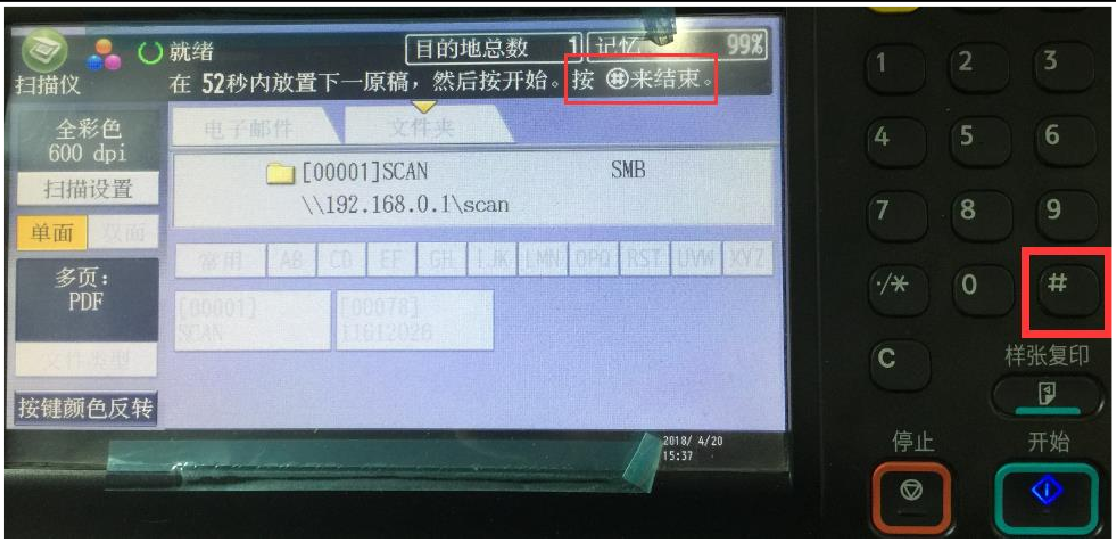 扫描仪
就绪
目的地总数 1
记忆 99%
在 52秒内放置下一原稿，然后按开始。按 #来结束。
全彩色
600 dpi
扫描设置
单面 双面
多页：
PDF
文件类型
按键颜色反转
电子邮件 文件夹
[00001]SCAN SMB
\\192.168.0.1\scan
常用 AB CD EF GH IJK LMN OPQ RST UVW XYZ
[00001] [00078]
SCAN 11612026
2018/ 4/20
15:37
1 2 3
4 5 6
7 8 9
·/* 0 #
C
样张复印
停止 开始